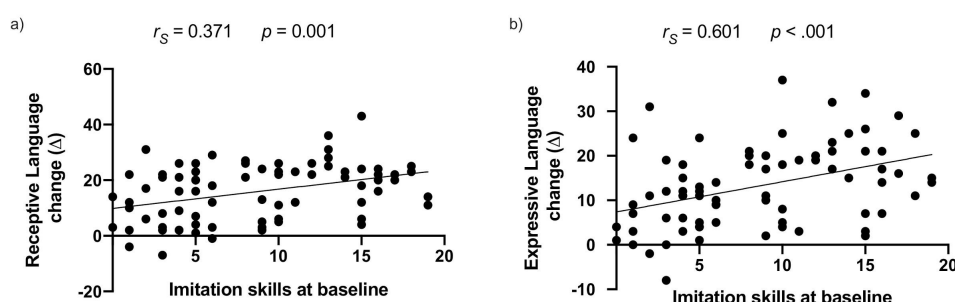 a)
r_S = 0.371 p = 0.001
60
40
20
0
-20
5
10
15
20
Receptive Language
change (Δ)
Imitation skills at baseline
b)
r_S = 0.601 p < .001
40
30
20
10
0
-10
5
10
15
20
Expressive Language
change (Δ)
Imitation skills at baseline